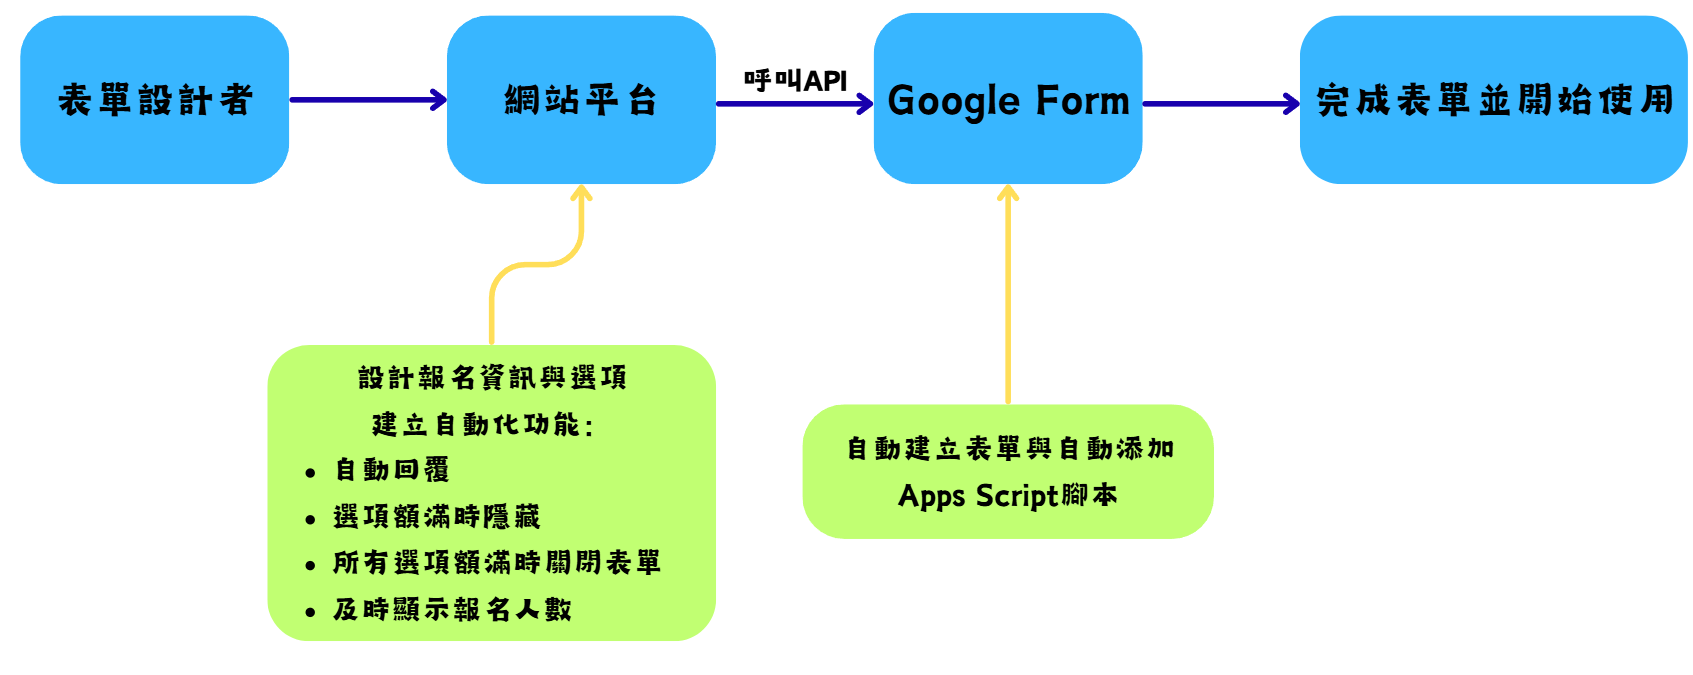 表單設計者
網站平台
呼叫API
Google Form
完成表單並開始使用
設計報名資訊與選項
建立自動化功能：
• 自動回覆
• 選項額滿時隱藏
• 所有選項額滿時關閉表單
• 及時顯示報名人數
自動建立表單與自動添加
Apps Script腳本